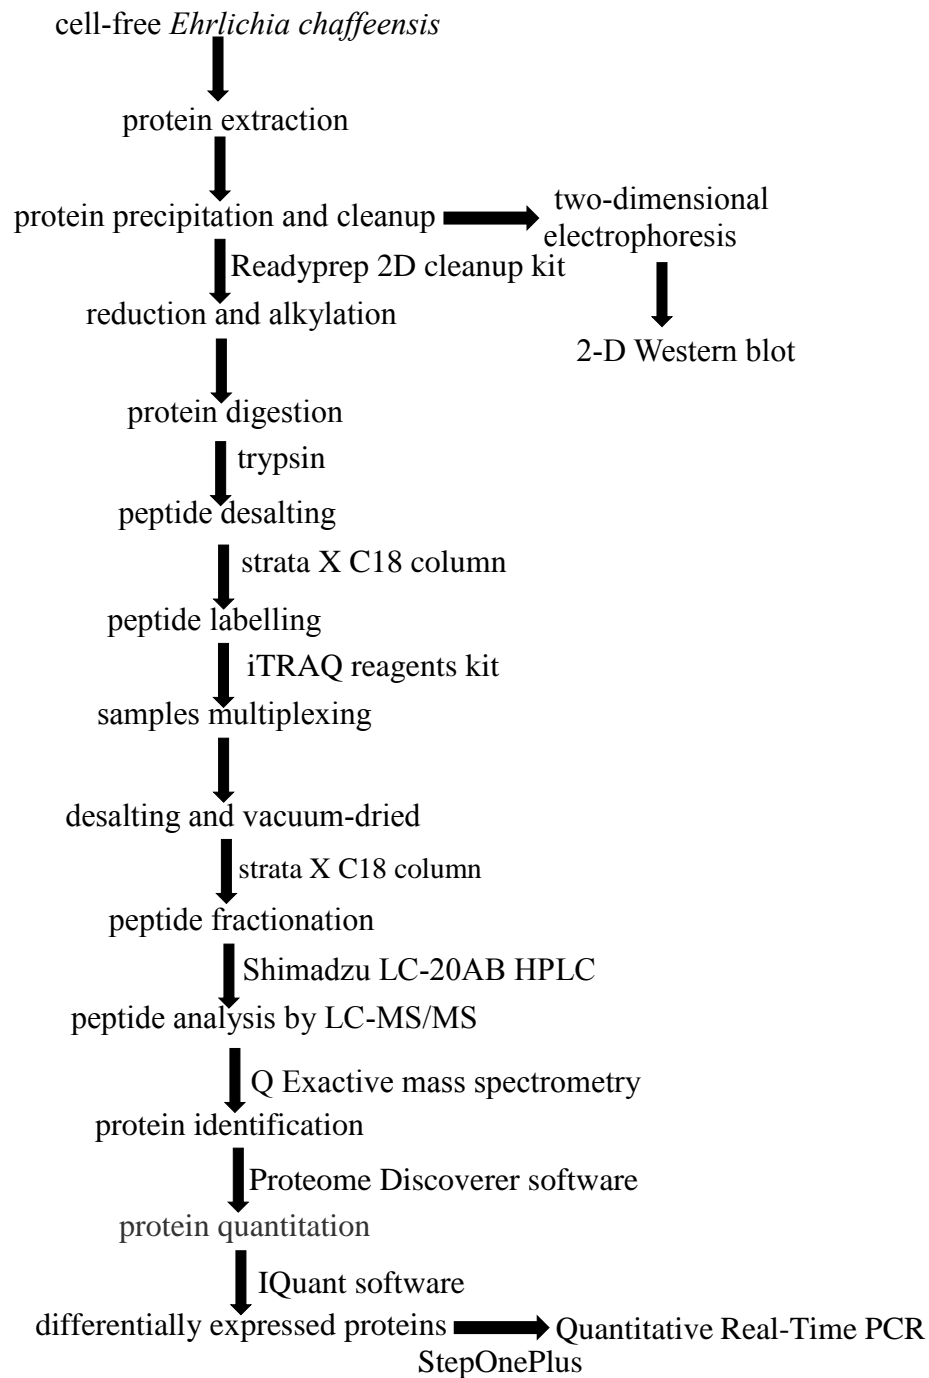 cell-free Ehrlichia chaffeensis
protein extraction
protein precipitation and cleanup
two-dimensional
electrophoresis
Readyprep 2D cleanup kit
reduction and alkylation
2-D Western blot
protein digestion
trypsin
peptide desalting
strata X C18 column
peptide labelling
iTRAQ reagents kit
samples multiplexing
desalting and vacuum-dried
strata X C18 column
peptide fractionation
Shimadzu LC-20AB HPLC
peptide analysis by LC-MS/MS
Q Exactive mass spectrometry
protein identification
Proteome Discoverer software
protein quantitation
IQuant software
differentially expressed proteins
Quantitative Real-Time PCR
StepOnePlus